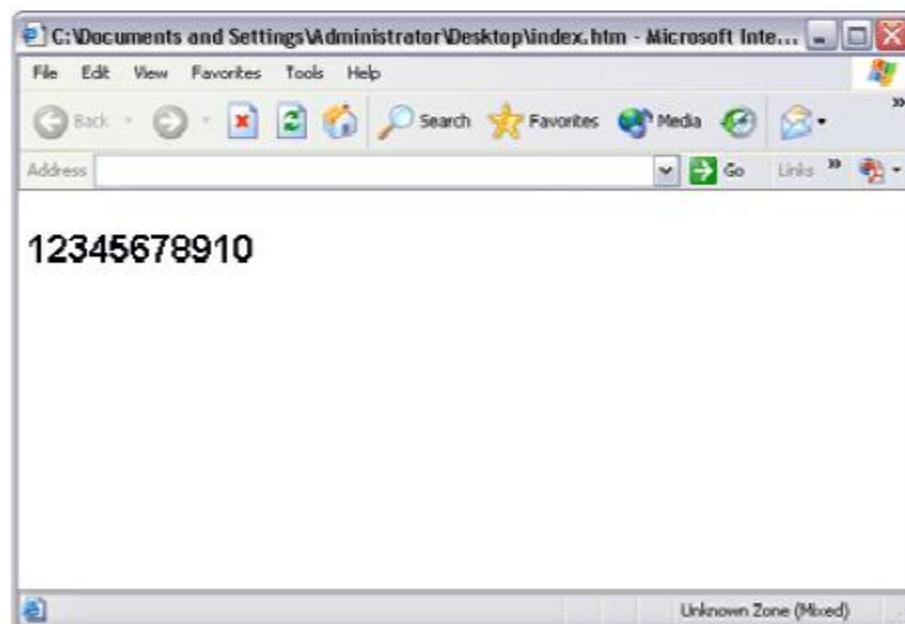 C:\Documents and Settings\Administrator\Desktop\index.htm - Microsoft Inte...
File Edit View Favorites Tools Help
Back Search Favorites Media »
Address Go Links »
12345678910
Unknown Zone (Mixed)